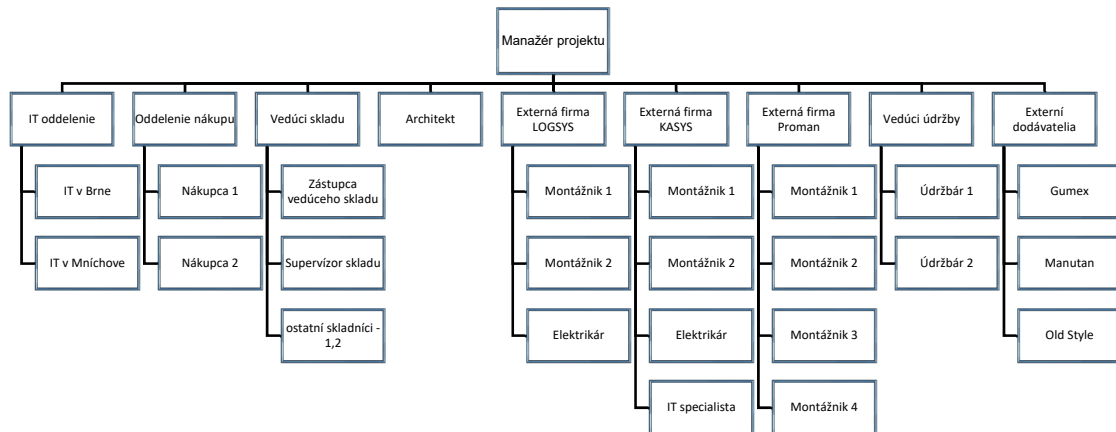 Manažér projektu
IT oddelenie
Oddelenie nákupu
Vedúci skladu
Architekt
Externá firma
LOGSYS
Externá firma
KASYS
Externá firma
Proman
Vedúci údržby
Externí
dodávatelia
IT v Brne
Nákupca 1
Zástupca
vedúceho skladu
Montážnik 1
Montážnik 1
Montážnik 1
Údržbár 1
Gumex
IT v Mníchove
Nákupca 2
Supervízor skladu
Montážnik 2
Montážnik 2
Montážnik 2
Údržbár 2
Manutan
ostatní skladníci -
1,2
Elektrikár
Elektrikár
Montážnik 3
Old Style
IT specialista
Montážnik 4